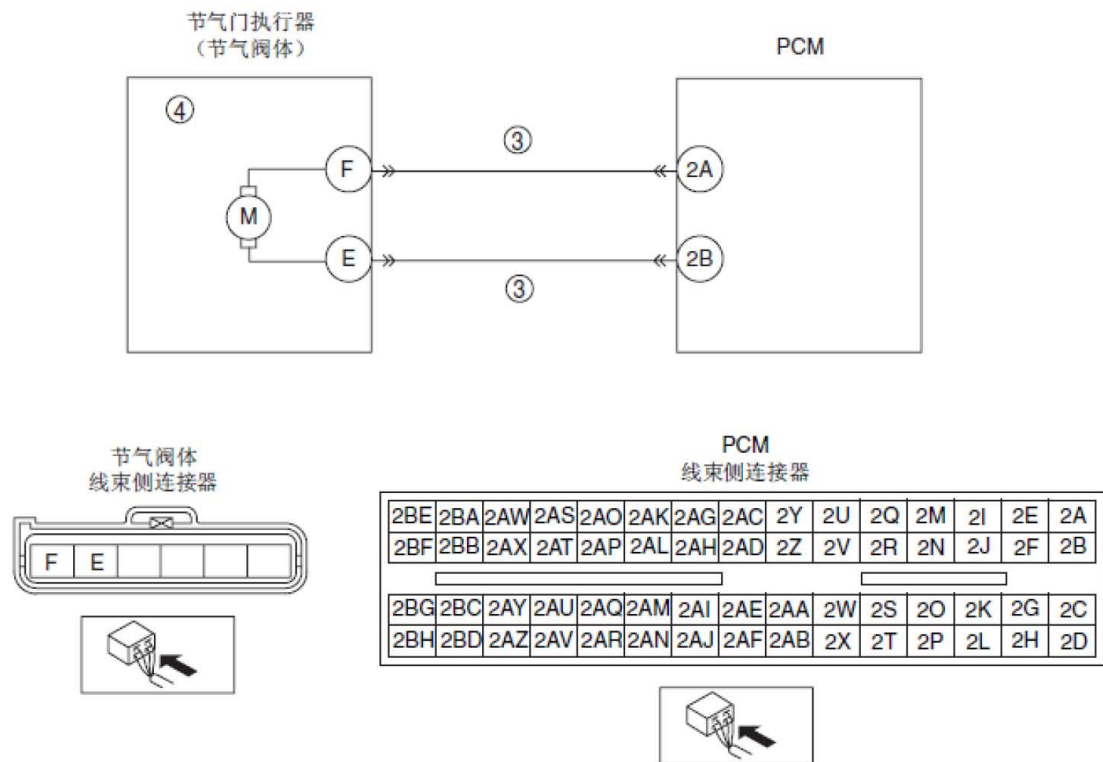 节气门执行器
（节气阀体）
PCM
④
③
F
2A
M
E
2B
③
节气阀体
线束侧连接器
F E
PCM
线束侧连接器
2BE 2BA 2AW 2AS 2AO 2AK 2AG 2AC 2Y 2U 2Q 2M 2I 2E 2A
2BF 2BB 2AX 2AT 2AP 2AL 2AH 2AD 2Z 2V 2R 2N 2J 2F 2B
2BG 2BC 2AY 2AU 2AQ 2AM 2AI 2AE 2AA 2W 2S 2O 2K 2G 2C
2BH 2BD 2AZ 2AV 2AR 2AN 2AJ 2AF 2AB 2X 2T 2P 2L 2H 2D